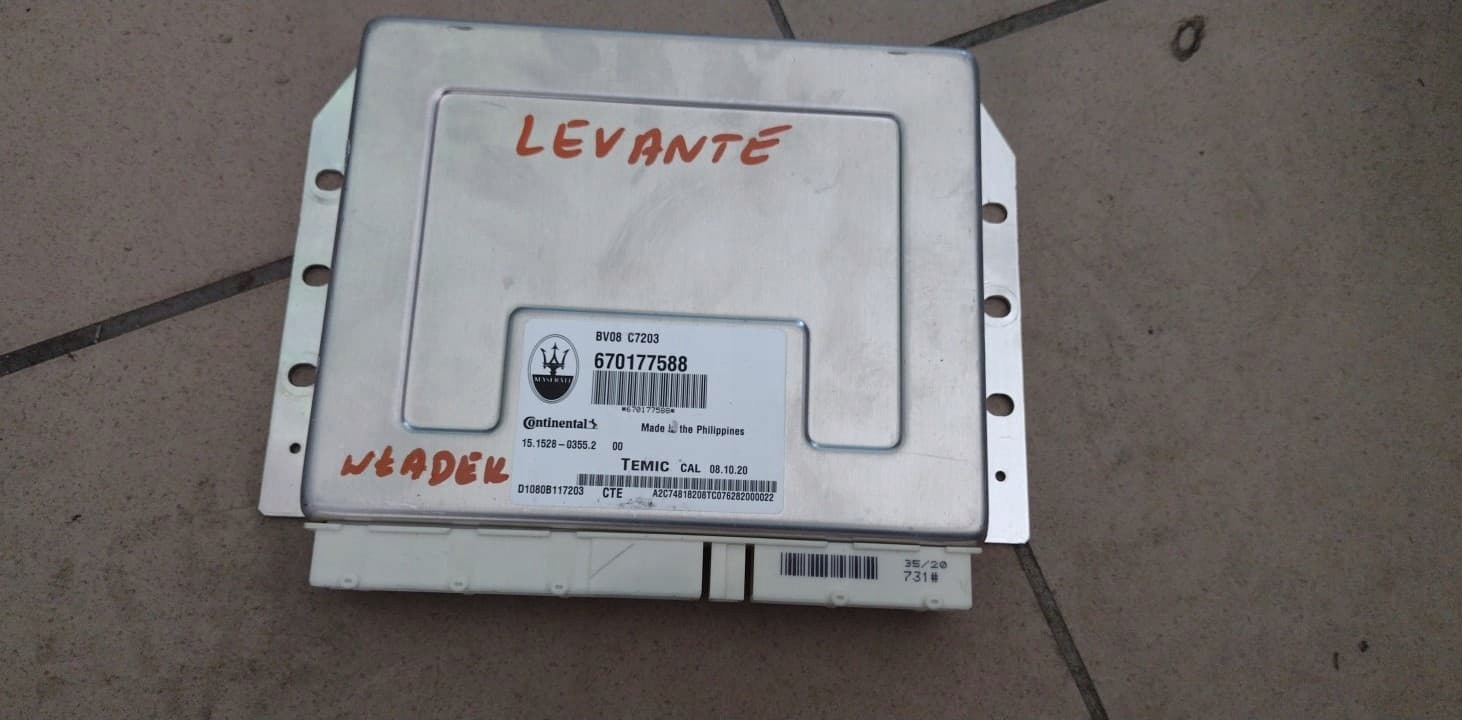 LEVANTE
BV08 C7203
670177588
MASERATI
*670177588*
Continental
Made the Philippines
15.1528-0355.2 00
TEMIC CAL 08.10.20
WŁADEK
D1080B117203 CTE A2C74818208TC076282000022
35/20
731#